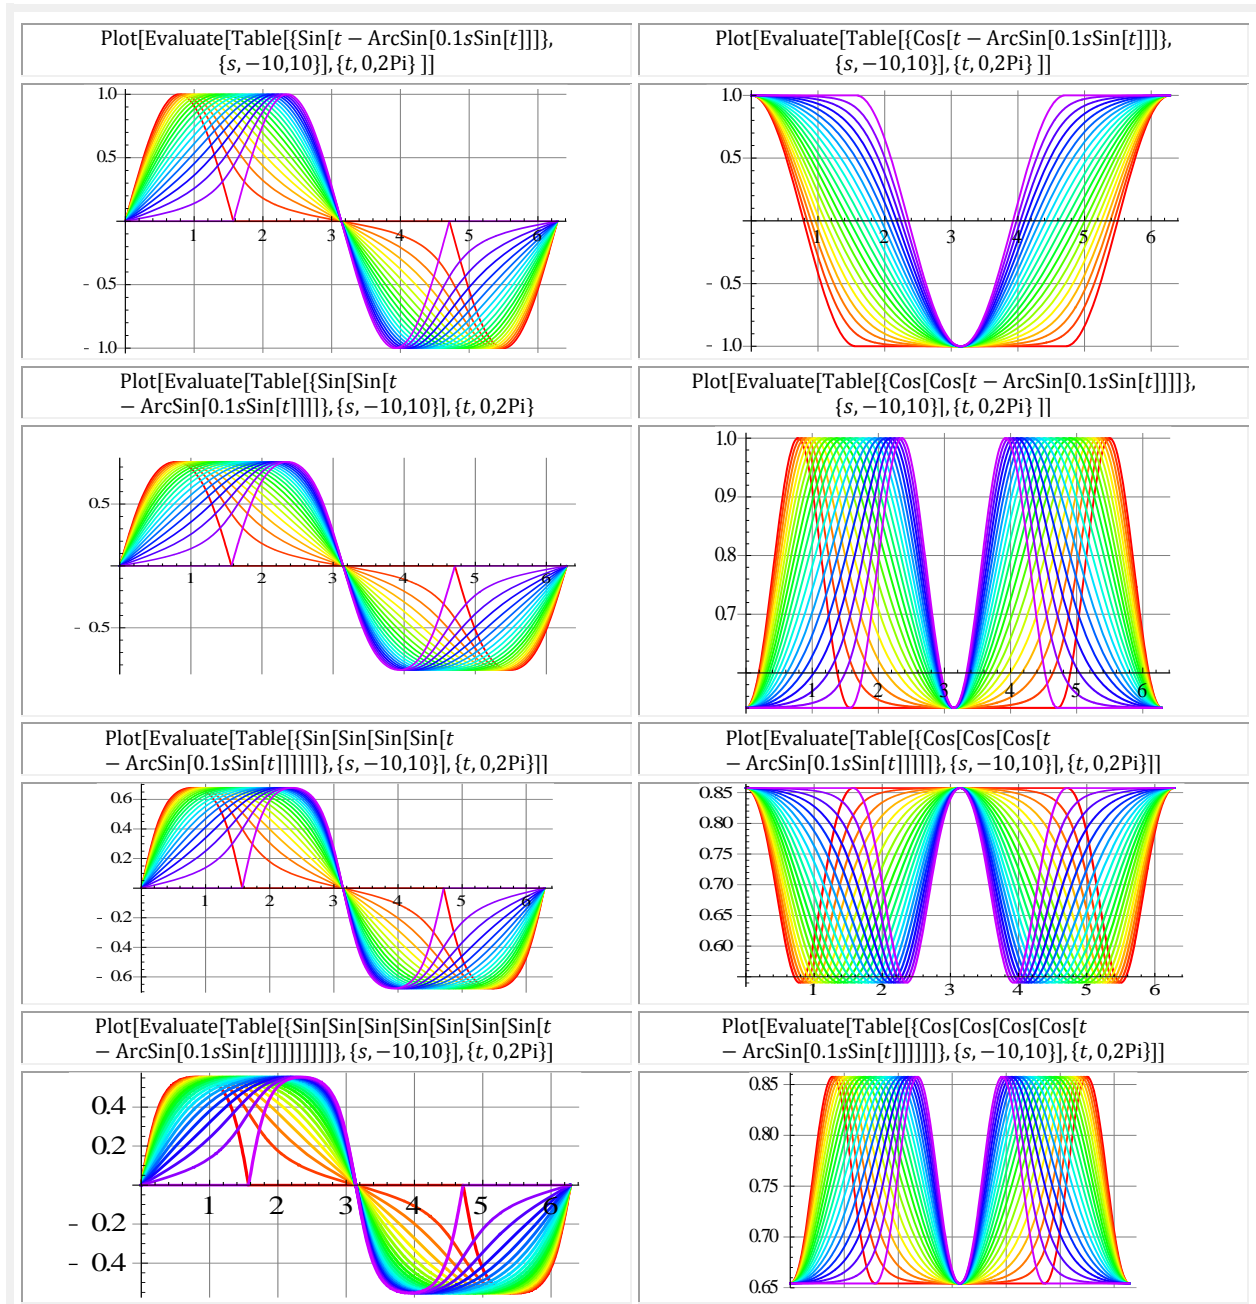 Plot[Evaluate[Table[{Sin[t − ArcSin[0.1sSin[t]]]},
{s, −10,10}], {t, 0,2Pi} ]]
Plot[Evaluate[Table[{Cos[t − ArcSin[0.1sSin[t]]]},
{s, −10,10}], {t, 0,2Pi} ]]
1.0
0.5
1 2 3 4 5 6
- 0.5
- 1.0
1.0
0.5
1 2 3 4 5 6
- 0.5
- 1.0
Plot[Evaluate[Table[{Sin[Sin[t
− ArcSin[0.1sSin[t]]]]}, {s, −10,10}], {t, 0,2Pi}
Plot[Evaluate[Table[{Cos[Cos[t − ArcSin[0.1sSin[t]]]]},
{s, −10,10}], {t, 0,2Pi} ]]
0.5
1 2 3 4 5 6
- 0.5
1.0
0.9
0.8
0.7
1 2 3 4 5 6
Plot[Evaluate[Table[{Sin[Sin[Sin[Sin[t
− ArcSin[0.1sSin[t]]]]]]}, {s, −10,10}], {t, 0,2Pi}]]
Plot[Evaluate[Table[{Cos[Cos[Cos[t
− ArcSin[0.1sSin[t]]]]]}, {s, −10,10}], {t, 0,2Pi}]]
0.6
0.4
0.2
1 2 3 4 5 6
- 0.2
- 0.4
- 0.6
0.85
0.80
0.75
0.70
0.65
0.60
1 2 3 4 5 6
Plot[Evaluate[Table[{Sin[Sin[Sin[Sin[Sin[Sin[Sin[t
− ArcSin[0.1sSin[t]]]]]]]]]}, {s, −10,10}], {t, 0,2Pi}]
Plot[Evaluate[Table[{Cos[Cos[Cos[Cos[t
− ArcSin[0.1sSin[t]]]]]]}, {s, −10,10}], {t, 0,2Pi}]]
0.4
0.2
1 2 3 4 5 6
- 0.2
- 0.4
0.85
0.80
0.75
0.70
0.65
1 2 3 4 5 6